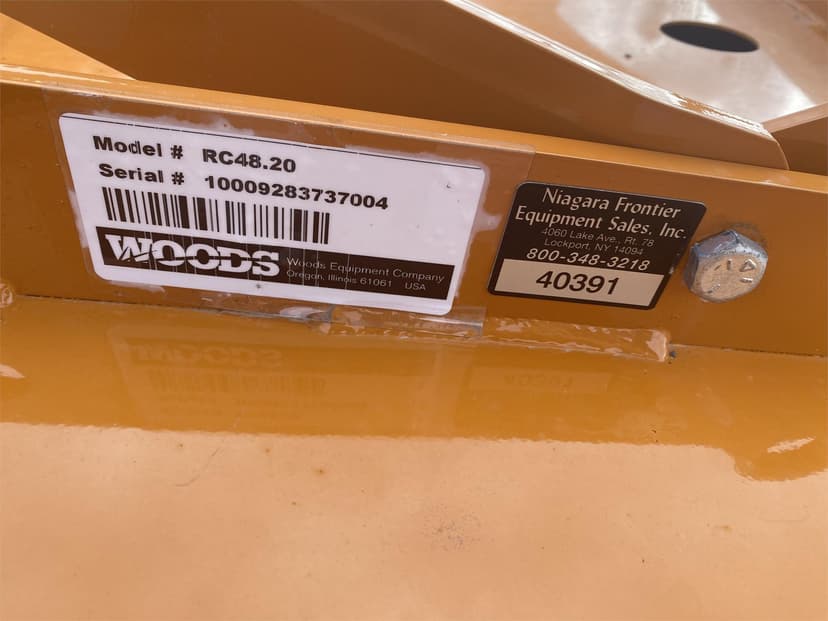 Model # RC48.20
Serial # 10009283737004
WOODS
Woods Equipment Company
Oregon, Illinois 61061 USA
Niagara Frontier
Equipment Sales, Inc.
4060 Lake Ave., Rt. 78
Lockport, NY 14094
800-348-3218
40391